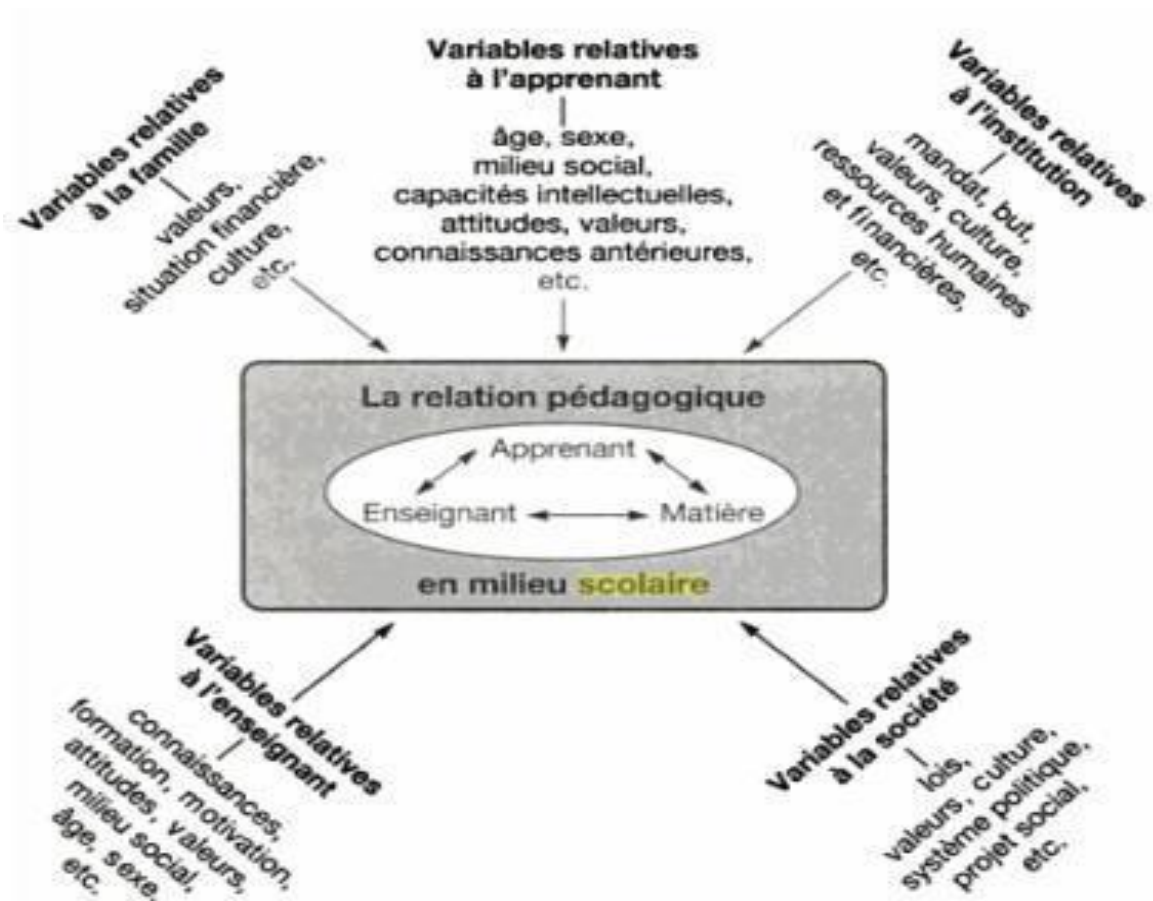 Variables relatives
à la famille
valeurs,
situation financière,
culture,
etc.
Variables relatives
à l'apprenant
âge, sexe,
milieu social,
capacités intellectuelles,
attitudes, valeurs,
connaissances antérieures,
etc.
Variables relatives
à l'institution
mandat, but,
valeurs, culture,
ressources humaines
et financières,
etc.
La relation pédagogique
Apprenant
Enseignant
Matière
en milieu scolaire
Variables relatives
à l'enseignant
connaissances,
formation, motivation,
attitudes, valeurs,
milieu social,
âge, sexe,
etc.
Variables relatives
à la société
lois,
valeurs, culture,
système politique,
projet social,
etc.